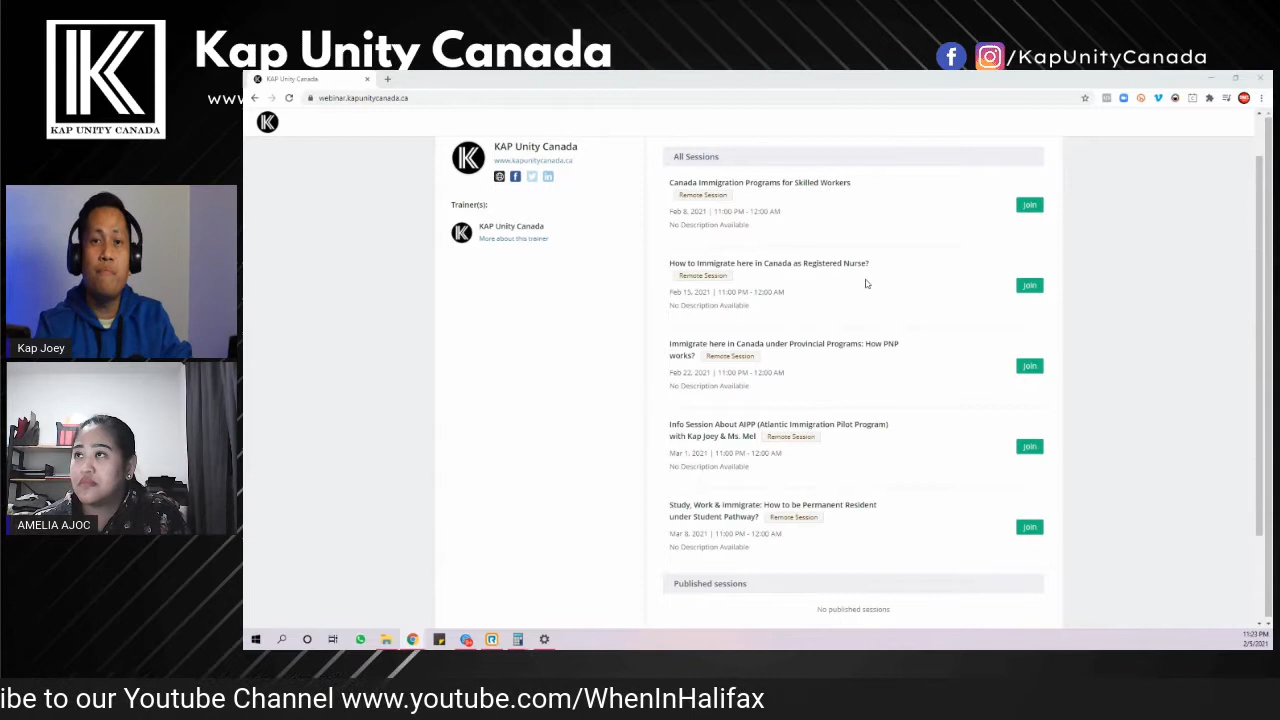 Kap Unity Canada
/KapUnityCanada
KAP UNITY CANADA
www.
KAP Unity Canada
webinar.kapunitycanada.ca
KAP Unity Canada
www.kapunitycanada.ca
Trainer(s):
KAP Unity Canada
More about this trainer
All Sessions
Canada Immigration Programs for Skilled Workers
Remote Session
Feb 8, 2021 | 11:00 PM - 12:00 AM
No Description Available
Join
How to Immigrate here in Canada as Registered Nurse?
Remote Session
Feb 15, 2021 | 11:00 PM - 12:00 AM
No Description Available
Join
Immigrate here in Canada under Provincial Programs: How PNP
works? Remote Session
Feb 22, 2021 | 11:00 PM - 12:00 AM
No Description Available
Join
Info Session About AIPP (Atlantic Immigration Pilot Program)
with Kap Joey & Ms. Mel Remote Session
Mar 1, 2021 | 11:00 PM - 12:00 AM
No Description Available
Join
Study, Work & Immigrate: How to be Permanent Resident
under Student Pathway? Remote Session
Mar 8, 2021 | 11:00 PM - 12:00 AM
No Description Available
Join
Published sessions
No published sessions
Kap Joey
AMELIA AJOC
11:23 PM
2/5/2021
ibe to our Youtube Channel www.youtube.com/WhenInHalifax